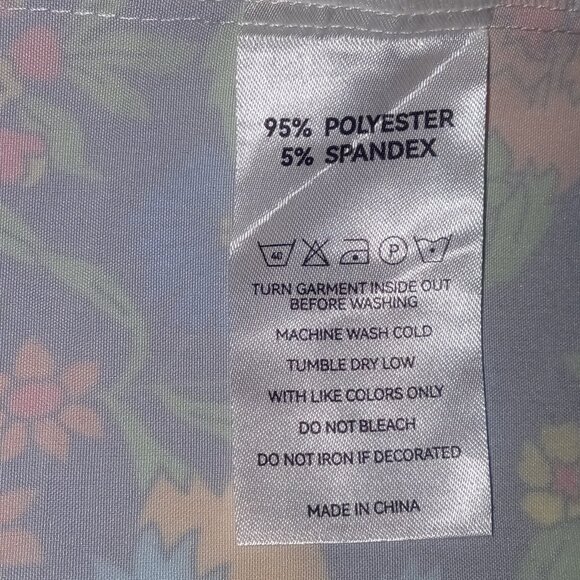 95% POLYESTER
5% SPANDEX
40 P
TURN GARMENT INSIDE OUT
BEFORE WASHING
MACHINE WASH COLD
TUMBLE DRY LOW
WITH LIKE COLORS ONLY
DO NOT BLEACH
DO NOT IRON IF DECORATED
MADE IN CHINA